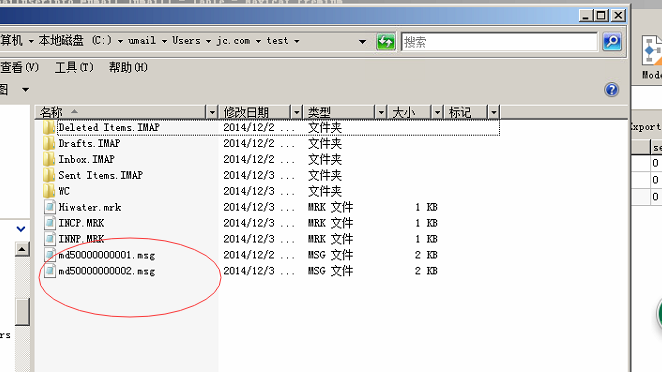 算机 ▸ 本地磁盘 (C:) ▸ umail ▸ Users ▸ jc.com ▸ test ▸
搜索
查看(V) 工具(T) 帮助(H)
Mode
图
名称 修改日期 类型 大小 标记
Export
Deleted Items.IMAP 2014/12/2 ... 文件夹
Drafts.IMAP 2014/12/2 ... 文件夹
se
Inbox.IMAP 2014/12/3 ... 文件夹
0
Sent Items.IMAP 2014/12/3 ... 文件夹
0
WC 2014/12/3 ... 文件夹
0
Hiwater.mrk 2014/12/3 ... MRK 文件 1 KB
INCP.MRK 2014/12/3 ... MRK 文件 1 KB
INNP.MRK 2014/12/3 ... MRK 文件 1 KB
md50000000001.msg 2014/12/2 ... MSG 文件 2 KB
md50000000002.msg 2014/12/3 ... MSG 文件 2 KB
rs